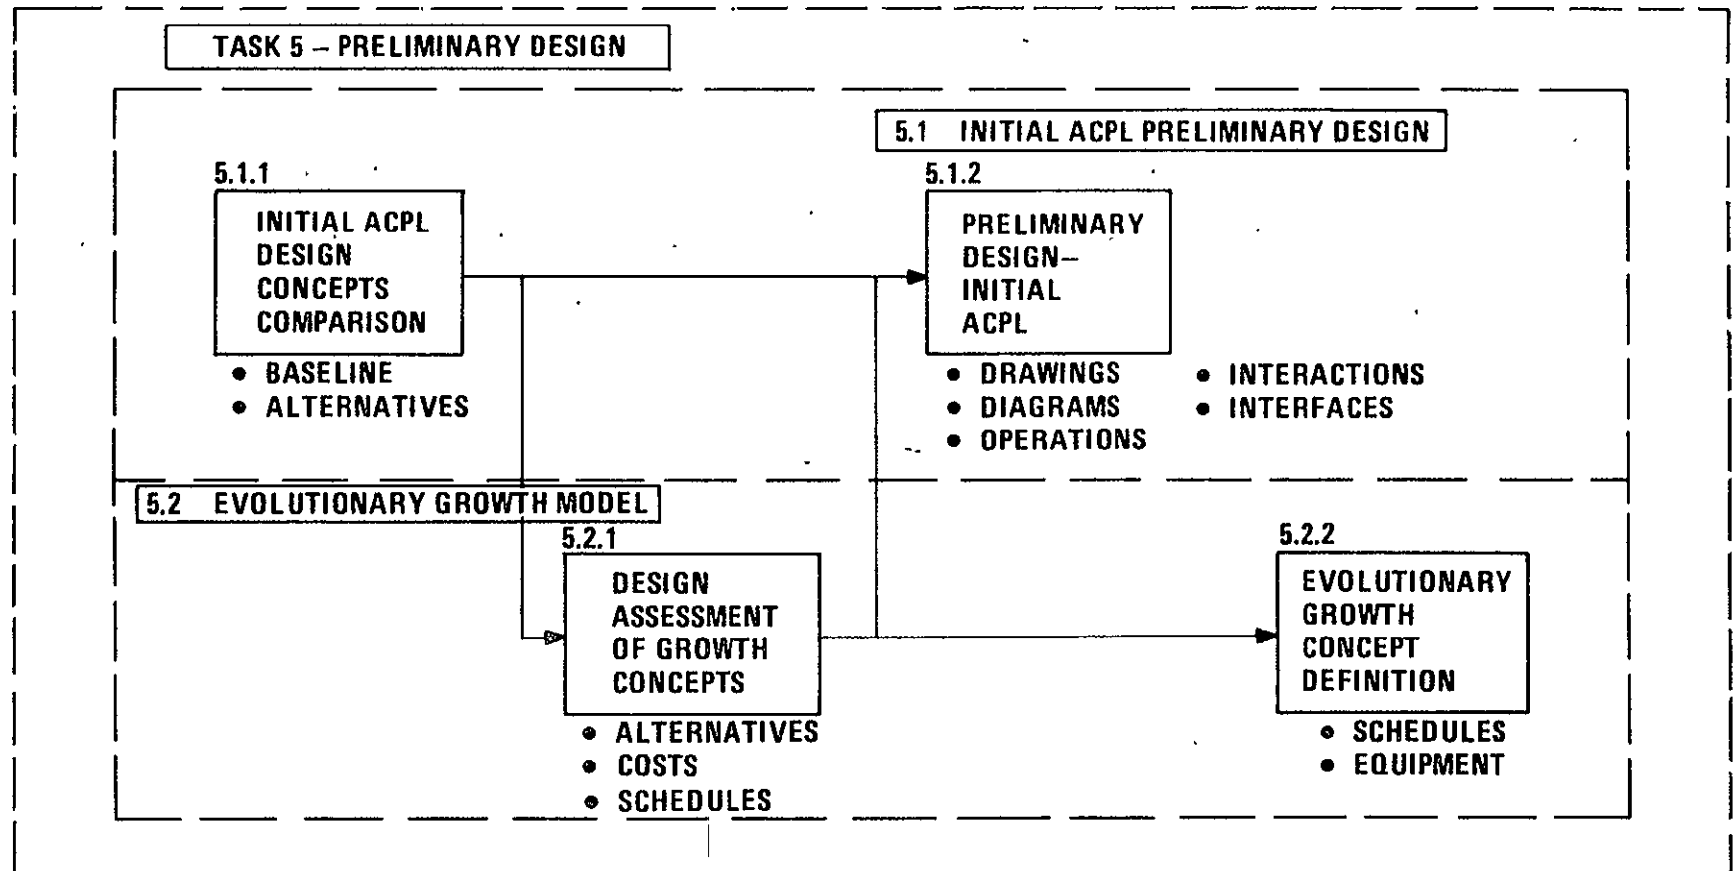 TASK 5 – PRELIMINARY DESIGN
5.1 INITIAL ACPL PRELIMINARY DESIGN
5.1.1
INITIAL ACPL
DESIGN
CONCEPTS
COMPARISON
• BASELINE
• ALTERNATIVES
5.1.2
PRELIMINARY
DESIGN–
INITIAL
ACPL
• DRAWINGS
• DIAGRAMS
• OPERATIONS
• INTERACTIONS
• INTERFACES
5.2 EVOLUTIONARY GROWTH MODEL
5.2.1
DESIGN
ASSESSMENT
OF GROWTH
CONCEPTS
• ALTERNATIVES
• COSTS
• SCHEDULES
5.2.2
EVOLUTIONARY
GROWTH
CONCEPT
DEFINITION
• SCHEDULES
• EQUIPMENT